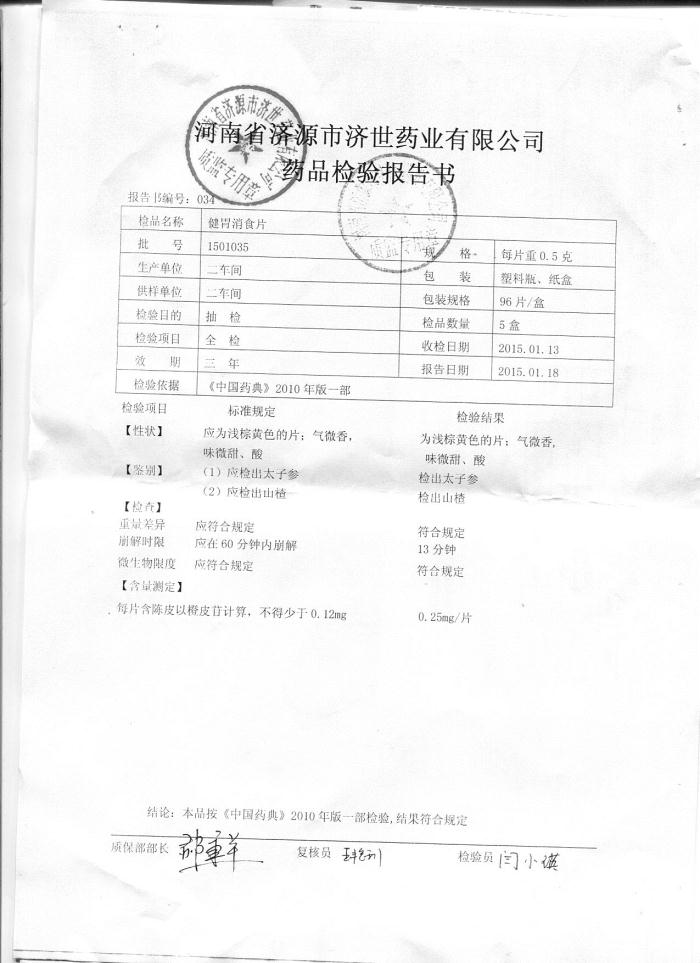 河南省济源市济世药业有限公司
药品检验报告书
报告书编号：034
检品名称 健胃消食片
批 号 1501035 规 格 每片重0.5克
生产单位 二车间 包 装 塑料瓶、纸盒
供样单位 二车间 包装规格 96片/盒
检验目的 抽 检 检品数量 5盒
检验项目 全 检 收检日期 2015.01.13
效 期 三 年 报告日期 2015.01.18
检验依据 《中国药典》2010年版一部
检验项目 标准规定 检验结果
【性状】 应为浅棕黄色的片；气微香， 为浅棕黄色的片；气微香，
味微甜、酸 味微甜、酸
【鉴别】 （1）应检出太子参 检出太子参
（2）应检出山楂 检出山楂
【检查】
重量差异 应符合规定 符合规定
崩解时限 应在60分钟内崩解 13分钟
微生物限度 应符合规定 符合规定
【含量测定】
每片含陈皮以橙皮苷计算，不得少于0.12mg 0.25mg/片
结论：本品按《中国药典》2010年版一部检验,结果符合规定
质保部部长 复核员 检验员 闫小